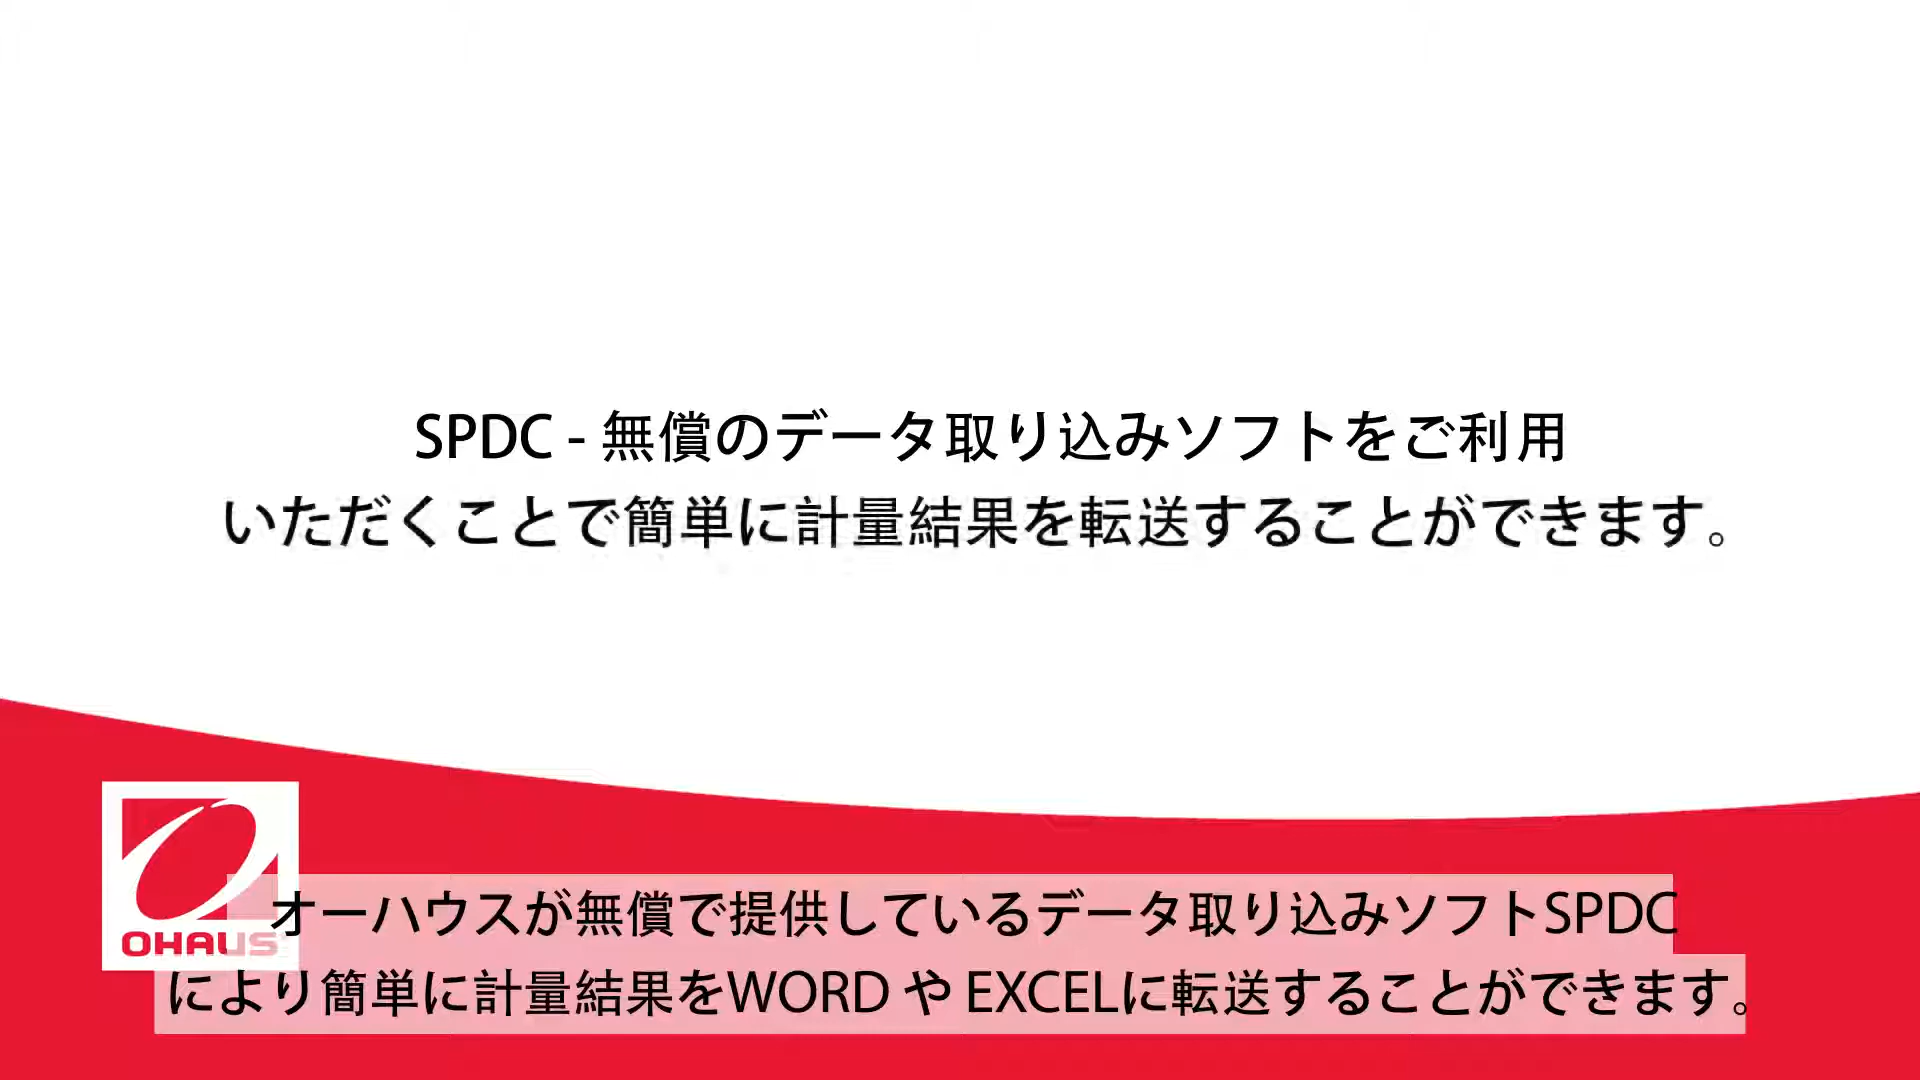 SPDC - 無償のデータ取り込みソフトをご利用
いただくことで簡単に計量結果を転送することができます。
OHAUS
オーハウスが無償で提供しているデータ取り込みソフトSPDC
により簡単に計量結果をWORD や EXCELに転送することができます。